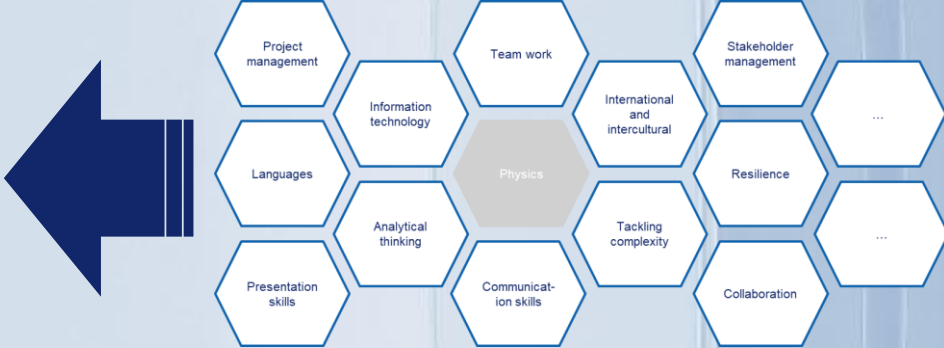 Project
management
Team work
Stakeholder
management
Information
technology
International
and
intercultural
...
Languages
Physics
Resilience
Analytical
thinking
Tackling
complexity
...
Presentation
skills
Communicat-
ion skills
Collaboration